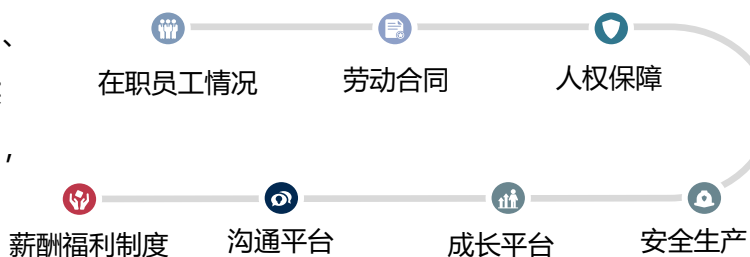 、
在职员工情况
劳动合同
人权保障
，
薪酬福利制度
沟通平台
成长平台
安全生产